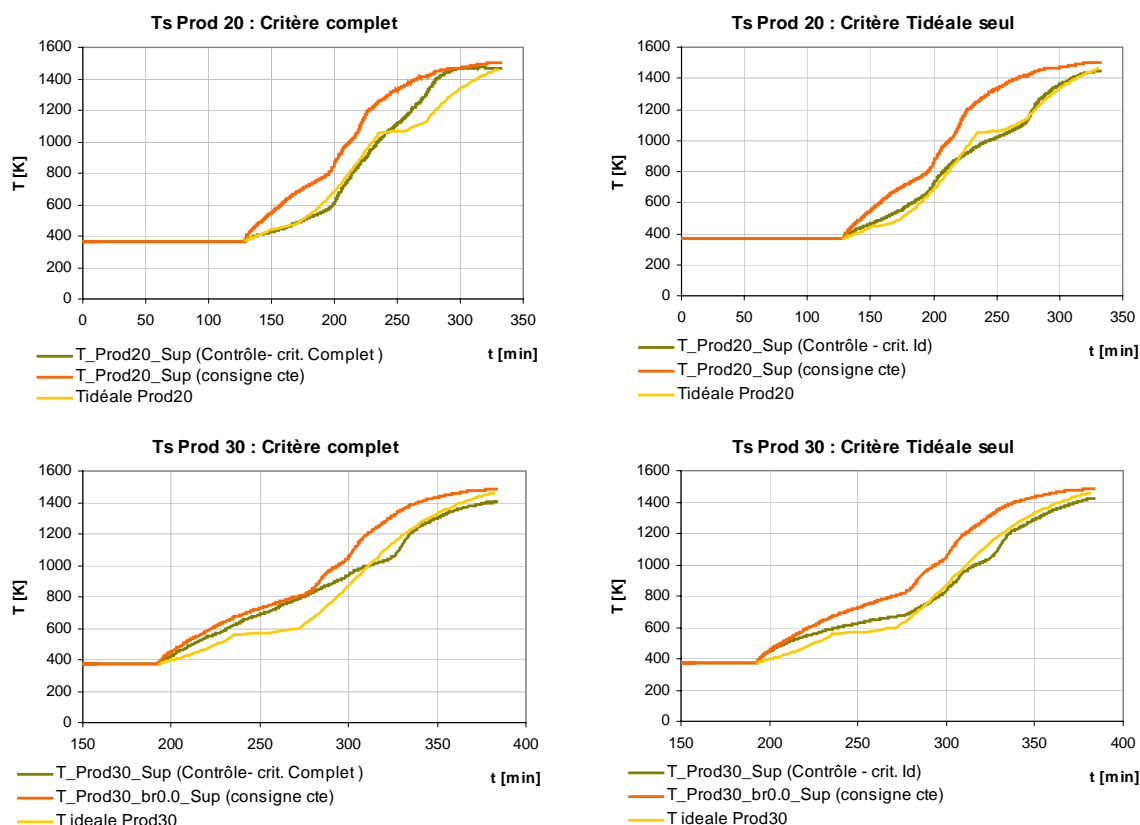 Ts Prod 20 : Critère complet
1600
1400
1200
1000
800
600
400
200
0
T [K]
0 50 100 150 200 250 300 350
t [min]
T_Prod20_Sup (Contrôle- crit. Complet )
T_Prod20_Sup (consigne cte)
Tidéale Prod20
Ts Prod 20 : Critère Tidéale seul
1600
1400
1200
1000
800
600
400
200
0
T [K]
0 50 100 150 200 250 300 350
t [min]
T_Prod20_Sup (Contrôle - crit. Id)
T_Prod20_Sup (consigne cte)
Tidéale Prod20
Ts Prod 30 : Critère complet
1600
1400
1200
1000
800
600
400
200
0
T [K]
150 200 250 300 350 400
t [min]
T_Prod30_Sup (Contrôle- crit. Complet )
T_Prod30_br0.0_Sup (consigne cte)
T ideale Prod30
Ts Prod 30 : Critère Tidéale seul
1600
1400
1200
1000
800
600
400
200
0
T [K]
150 200 250 300 350 400
t [min]
T_Prod30_Sup (Contrôle - crit. Id)
T_Prod30_br0.0_Sup (consigne cte)
T ideale Prod30